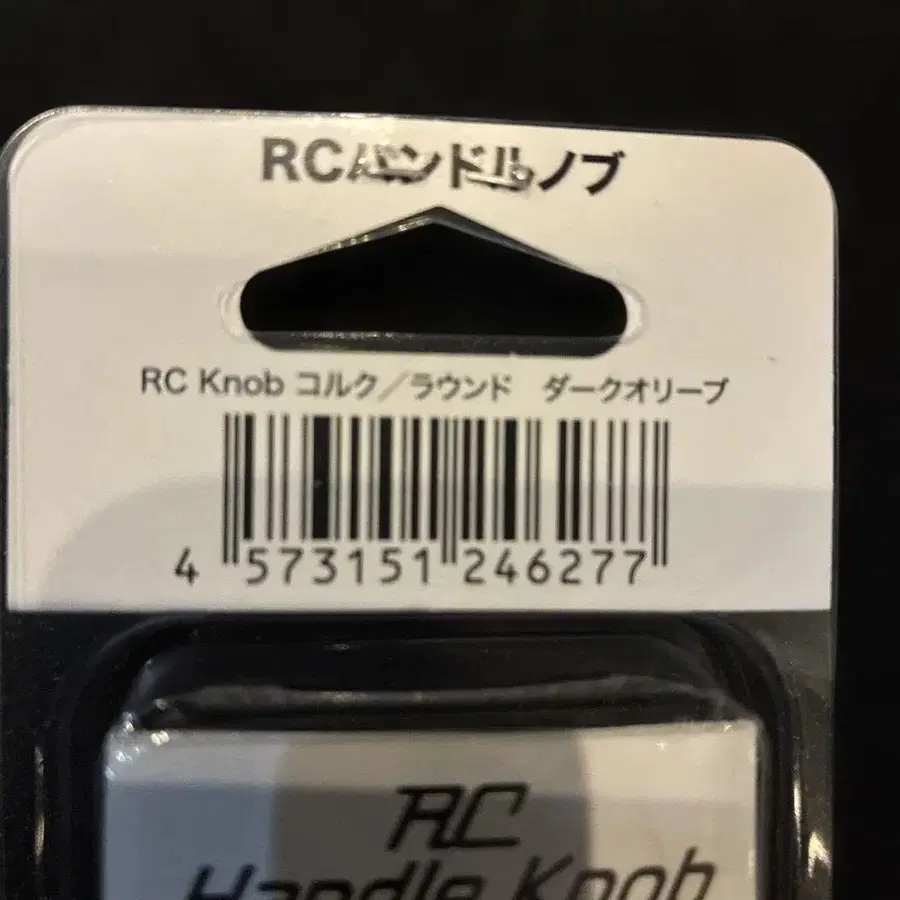 RCハンドルノブ
RC Knob コルク／ラウンド　ダークオリーブ
4 573151 246277
RC
Handle Knob